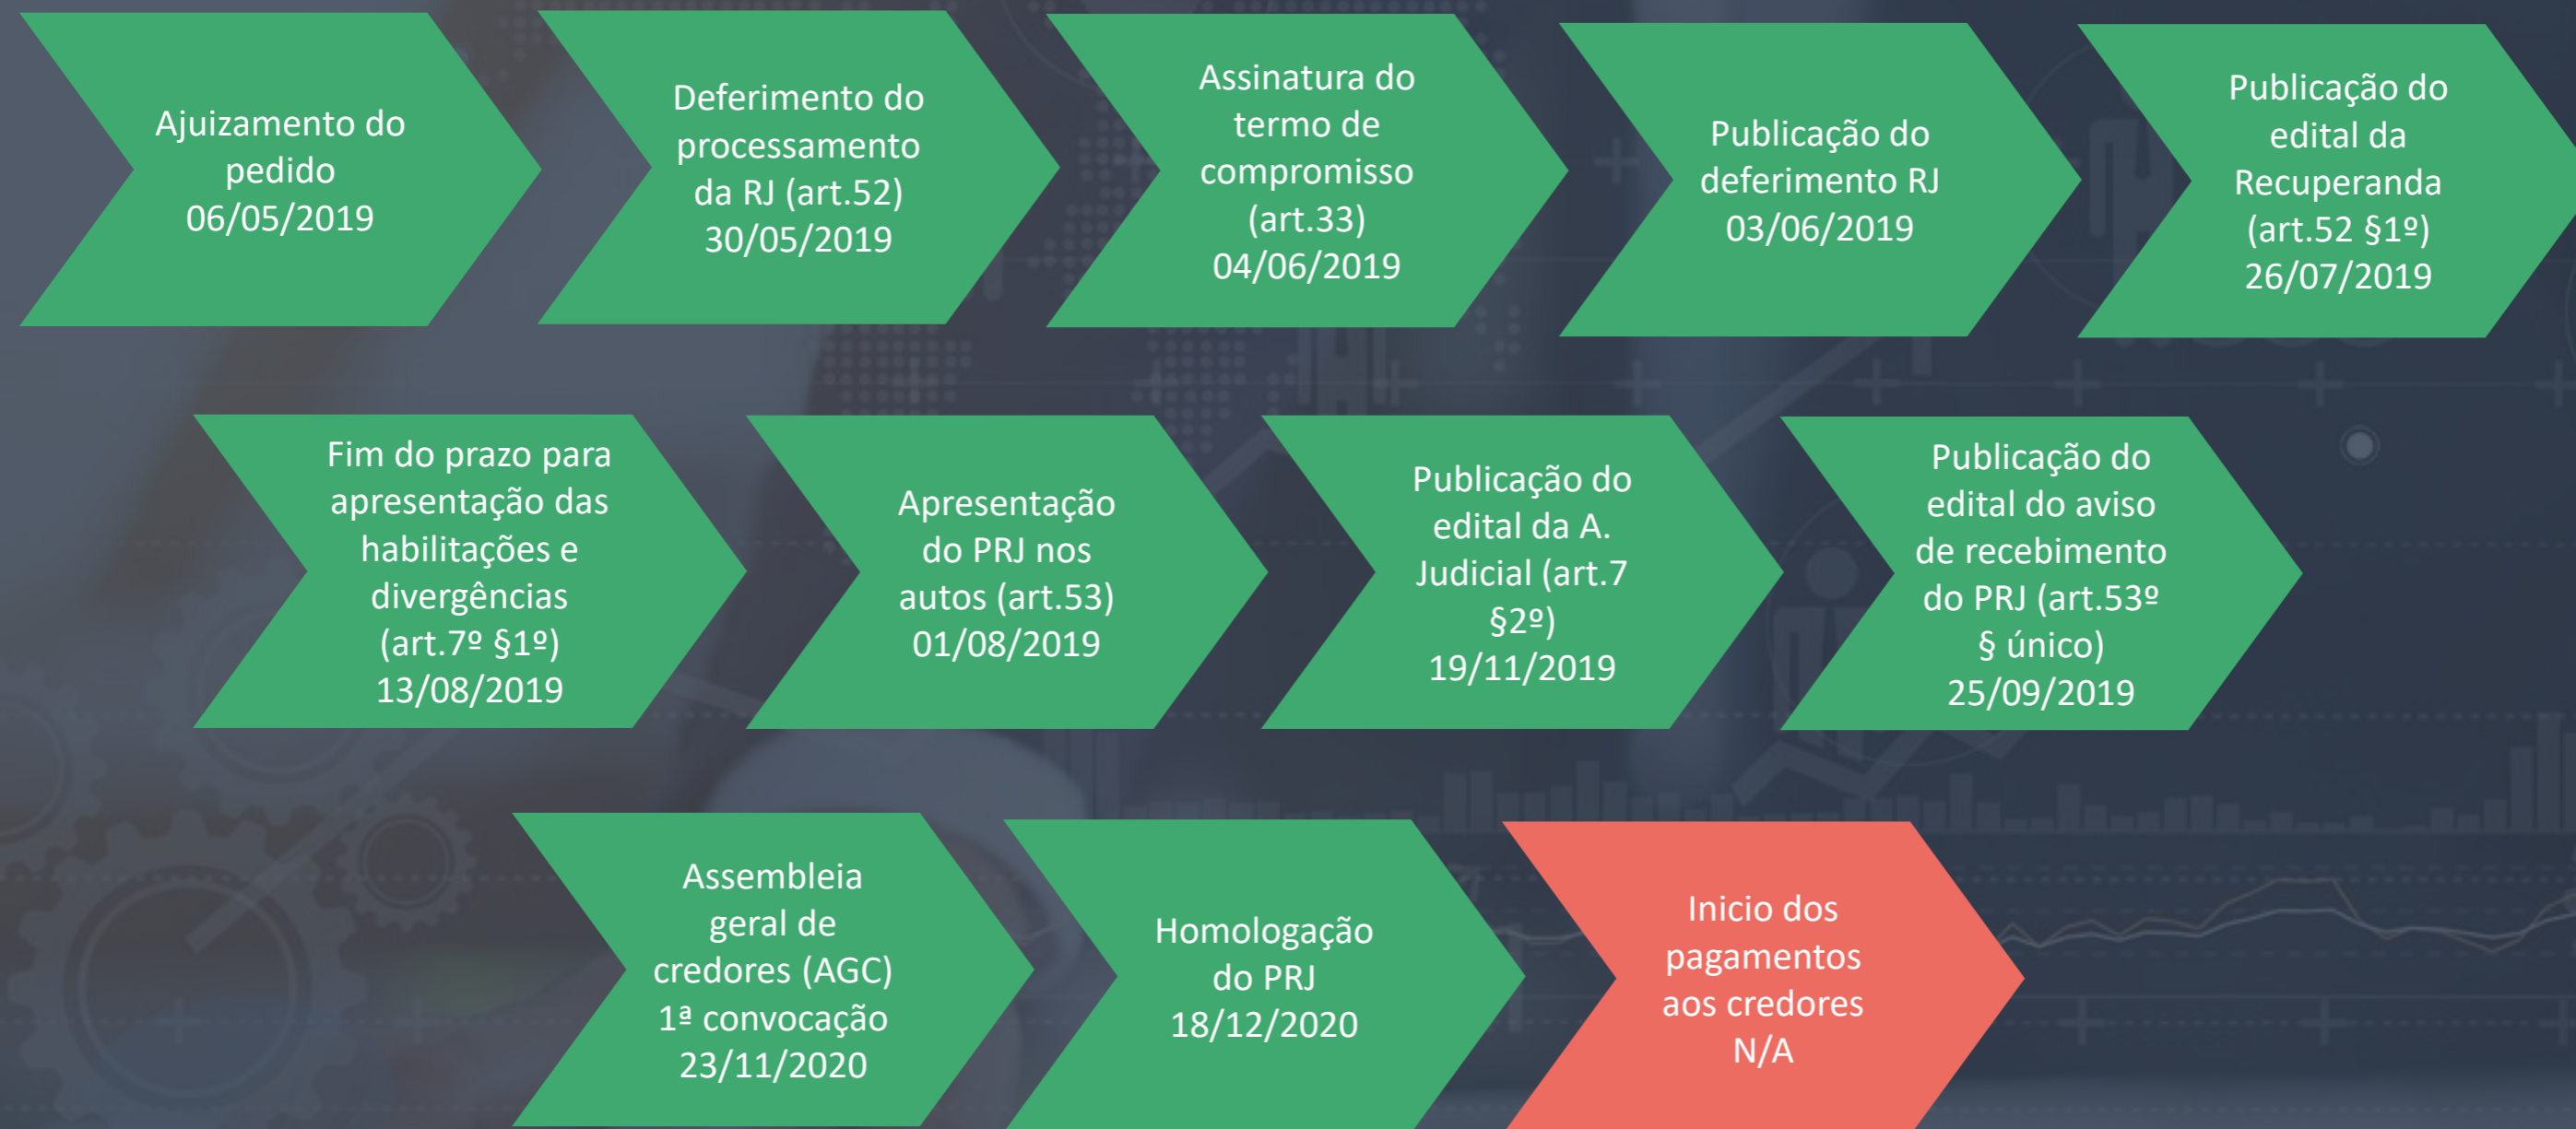 Ajuizamento do
pedido
06/05/2019
Deferimento do
processamento
da RJ (art.52)
30/05/2019
Assinatura do
termo de
compromisso
(art.33)
04/06/2019
Publicação do
deferimento RJ
03/06/2019
Publicação do
edital da
Recuperanda
(art.52 §1º)
26/07/2019
Fim do prazo para
apresentação das
habilitações e
divergências
(art.7º §1º)
13/08/2019
Apresentação
do PRJ nos
autos (art.53)
01/08/2019
Publicação do
edital da A.
Judicial (art.7
§2º)
19/11/2019
Publicação do
edital do aviso
de recebimento
do PRJ (art.53º
§ único)
25/09/2019
Assembleia
geral de
credores (AGC)
1ª convocação
23/11/2020
Homologação
do PRJ
18/12/2020
Inicio dos
pagamentos
aos credores
N/A